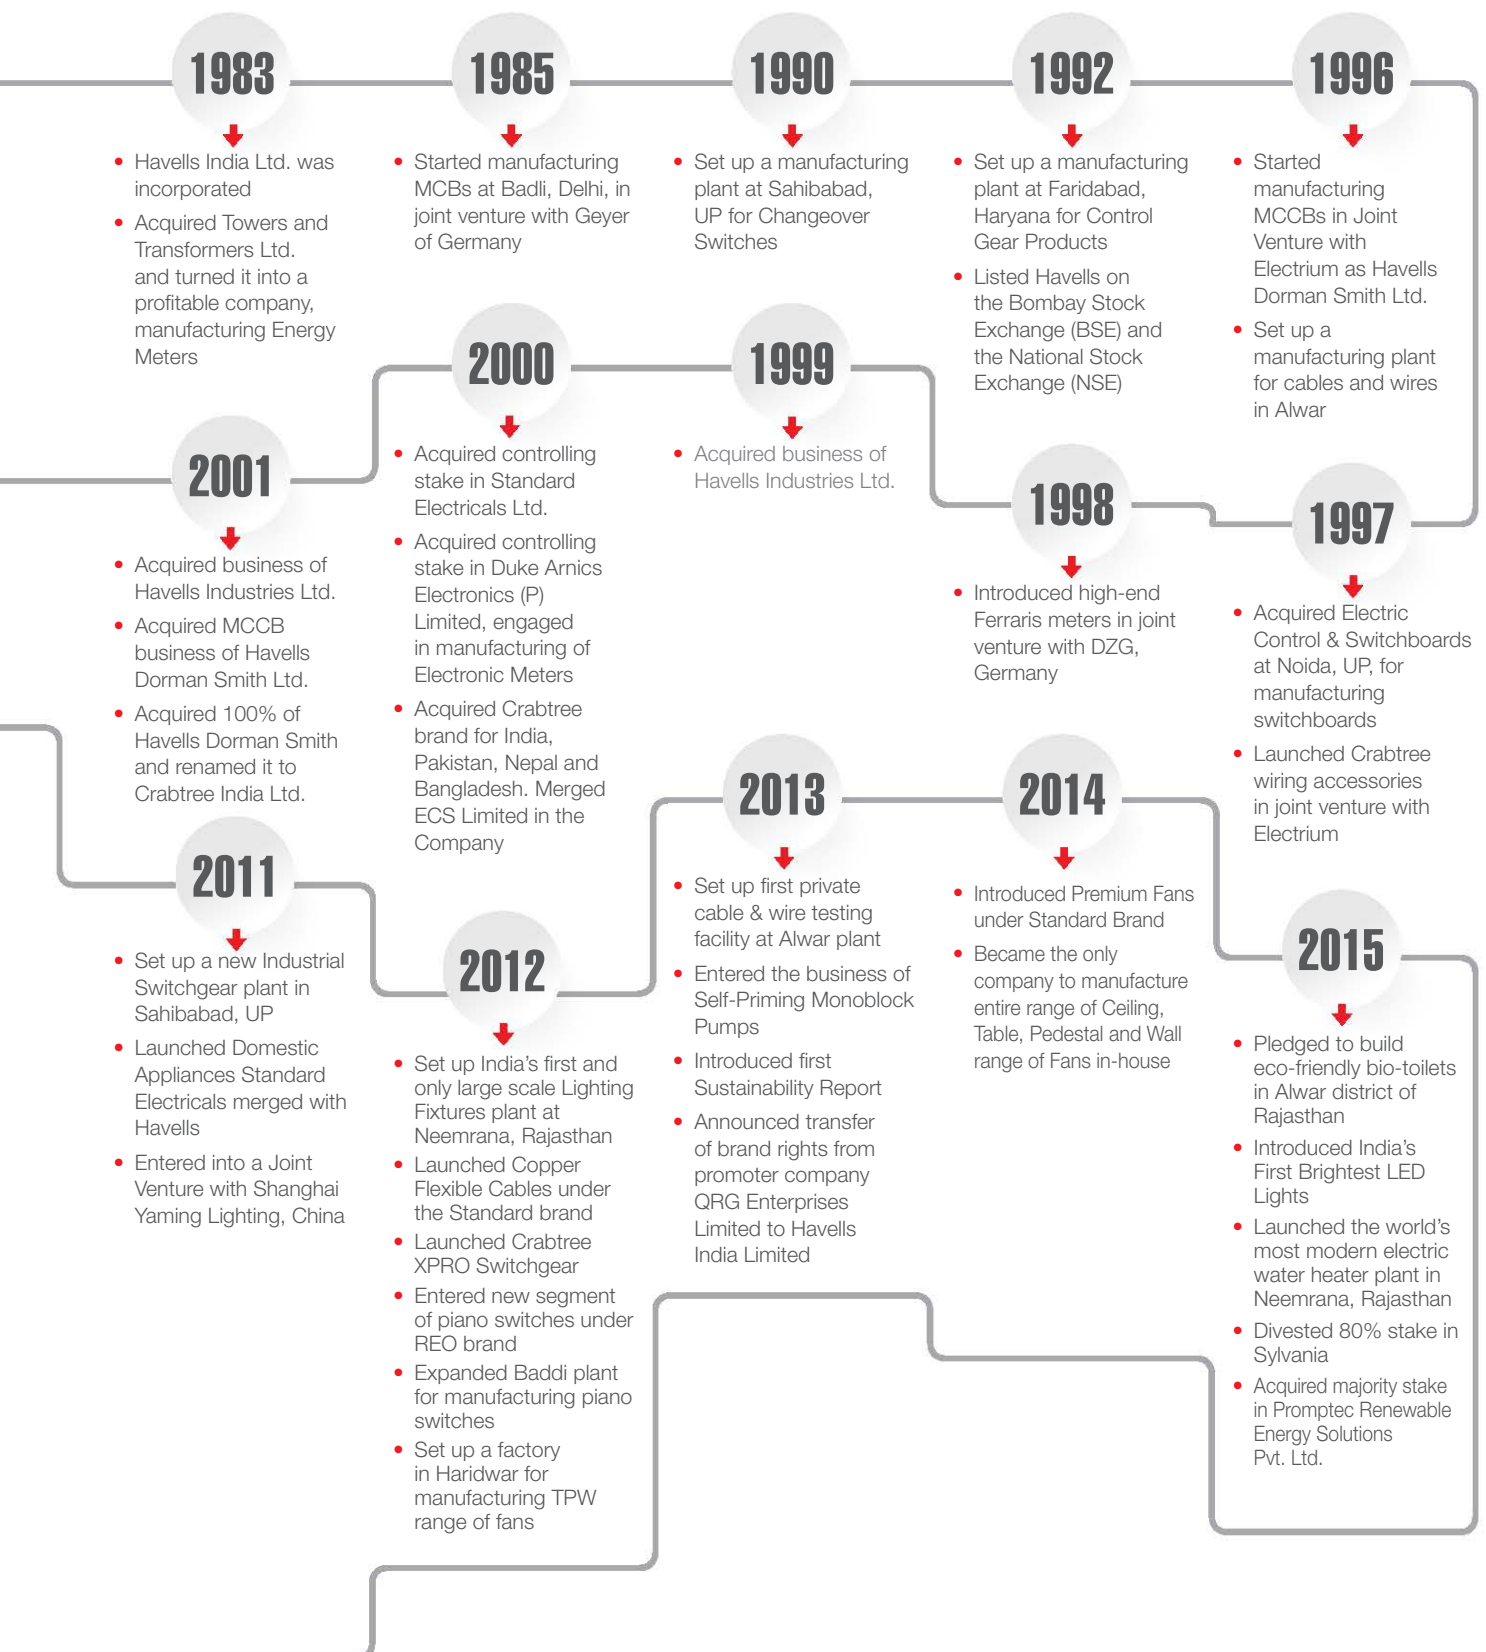 1983
Havells India Ltd. was
incorporated
Acquired Towers and
Transformers Ltd.
and turned it into a
profitable company,
manufacturing Energy
Meters
1985
Started manufacturing
MCBs at Badli, Delhi, in
joint venture with Geyer
of Germany
1990
Set up a manufacturing
plant at Sahibabad,
UP for Changeover
Switches
1992
Set up a manufacturing
plant at Faridabad,
Haryana for Control
Gear Products
Listed Havells on
the Bombay Stock
Exchange (BSE) and
the National Stock
Exchange (NSE)
1996
Started
manufacturing
MCCBs in Joint
Venture with
Electrium as Havells
Dorman Smith Ltd.
Set up a
manufacturing plant
for cables and wires
in Alwar
1997
Acquired Electric
Control & Switchboards
at Noida, UP, for
manufacturing
switchboards
Launched Crabtree
wiring accessories
in joint venture with
Electrium
1998
Introduced high-end
Ferraris meters in joint
venture with DZG,
Germany
1999
Acquired business of
Havells Industries Ltd.
2000
Acquired controlling
stake in Standard
Electricals Ltd.
Acquired controlling
stake in Duke Arnics
Electronics (P)
Limited, engaged
in manufacturing of
Electronic Meters
Acquired Crabtree
brand for India,
Pakistan, Nepal and
Bangladesh. Merged
ECS Limited in the
Company
2001
Acquired business of
Havells Industries Ltd.
Acquired MCCB
business of Havells
Dorman Smith Ltd.
Acquired 100% of
Havells Dorman Smith
and renamed it to
Crabtree India Ltd.
2011
Set up a new Industrial
Switchgear plant in
Sahibabad, UP
Launched Domestic
Appliances Standard
Electricals merged with
Havells
Entered into a Joint
Venture with Shanghai
Yaming Lighting, China
2012
Set up India’s first and
only large scale Lighting
Fixtures plant at
Neemrana, Rajasthan
Launched Copper
Flexible Cables under
the Standard brand
Launched Crabtree
XPRO Switchgear
Entered new segment
of piano switches under
REO brand
Expanded Baddi plant
for manufacturing piano
switches
Set up a factory
in Haridwar for
manufacturing TPW
range of fans
2013
Set up first private
cable & wire testing
facility at Alwar plant
Entered the business of
Self-Priming Monoblock
Pumps
Introduced first
Sustainability Report
Announced transfer
of brand rights from
promoter company
QRG Enterprises
Limited to Havells
India Limited
2014
Introduced Premium Fans
under Standard Brand
Became the only
company to manufacture
entire range of Ceiling,
Table, Pedestal and Wall
range of Fans in-house
2015
Pledged to build
eco-friendly bio-toilets
in Alwar district of
Rajasthan
Introduced India’s
First Brightest LED
Lights
Launched the world’s
most modern electric
water heater plant in
Neemrana, Rajasthan
Divested 80% stake in
Sylvania
Acquired majority stake
in Promptec Renewable
Energy Solutions
Pvt. Ltd.